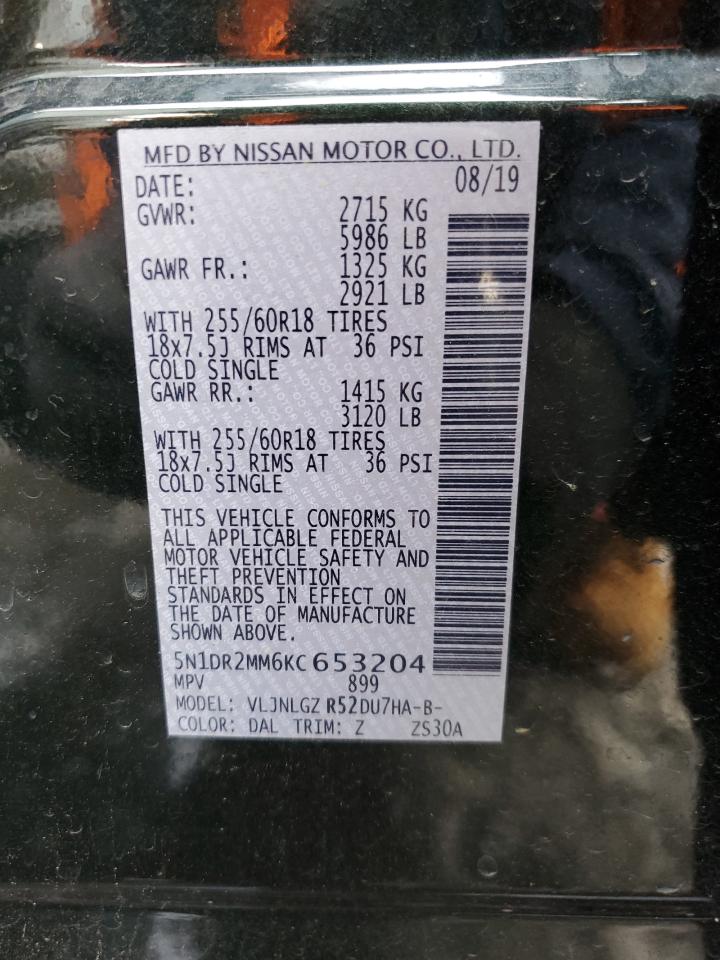 MFD BY NISSAN MOTOR CO., LTD.
DATE: 08/19
GVWR: 2715 KG
5986 LB
GAWR FR.: 1325 KG
2921 LB
WITH 255/60R18 TIRES
18x7.5J RIMS AT 36 PSI
COLD SINGLE
GAWR RR.: 1415 KG
3120 LB
WITH 255/60R18 TIRES
18x7.5J RIMS AT 36 PSI
COLD SINGLE
THIS VEHICLE CONFORMS TO
ALL APPLICABLE FEDERAL
MOTOR VEHICLE SAFETY AND
THEFT PREVENTION
STANDARDS IN EFFECT ON
THE DATE OF MANUFACTURE
SHOWN ABOVE.
5N1DR2MM6KC653204
MPV 899
MODEL: VLJNLGZ R52DU7HA-B-
COLOR: DAL TRIM: Z ZS30A